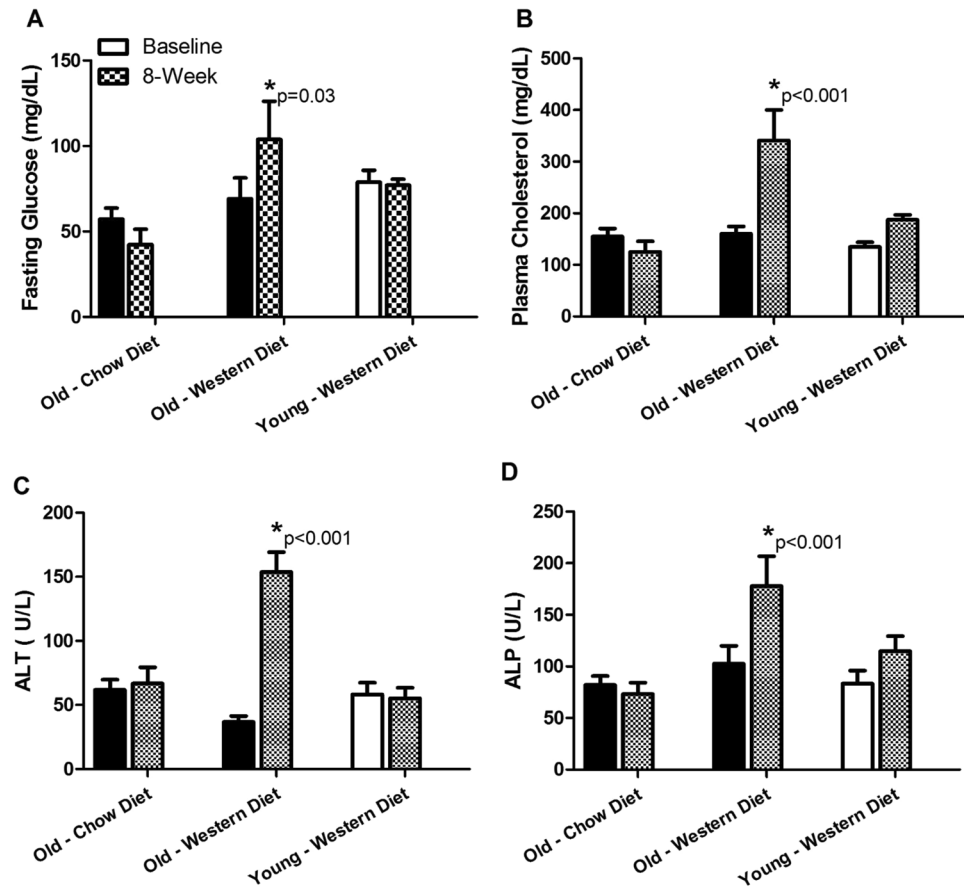 A
Baseline
8-Week
Fasting Glucose (mg/dL)
150
100
50
0
*
p=0.03
Old - Chow Diet
Old - Western Diet
Young - Western Diet
B
Plasma Cholesterol (mg/dL)
500
400
300
200
100
0
*
p<0.001
Old - Chow Diet
Old - Western Diet
Young - Western Diet
C
ALT ( U/L)
200
150
100
50
0
*
p<0.001
Old - Chow Diet
Old - Western Diet
Young - Western Diet
D
ALP (U/L)
250
200
150
100
50
0
*
p<0.001
Old - Chow Diet
Old - Western Diet
Young - Western Diet